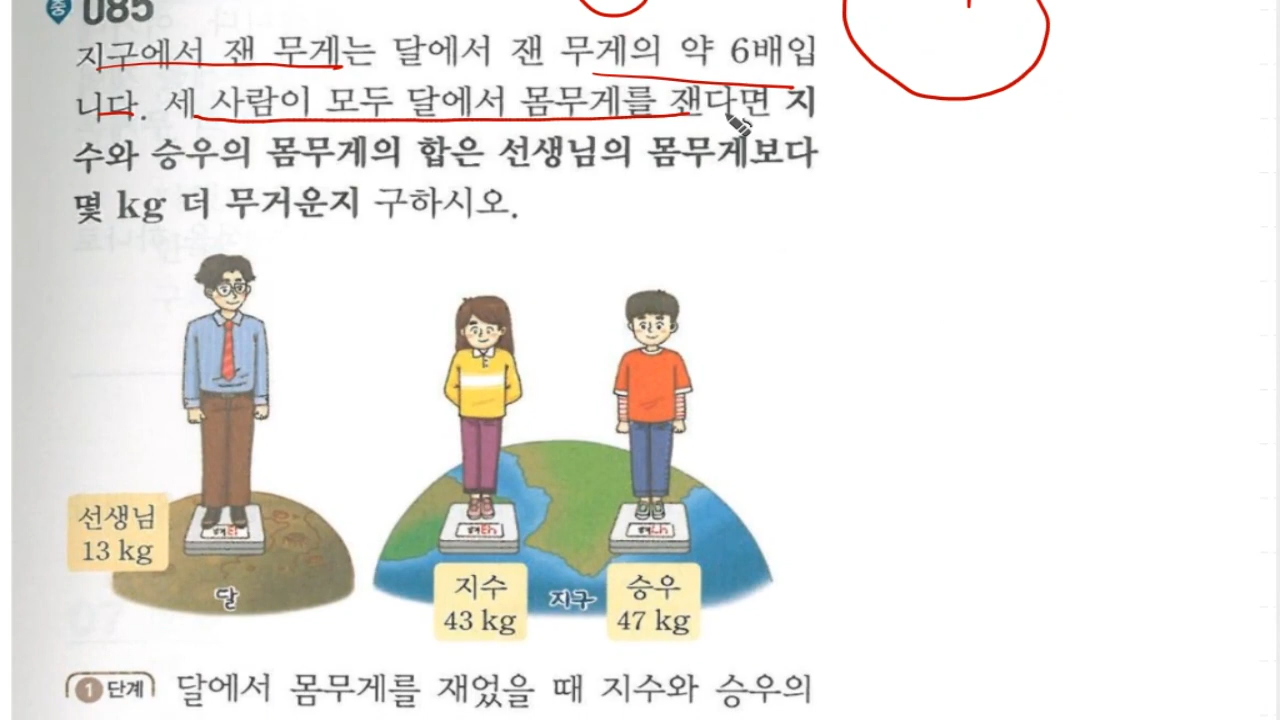 중 085
지구에서 잰 무게는 달에서 잰 무게의 약 6배입
니다. 세 사람이 모두 달에서 몸무게를 잰다면 지
수와 승우의 몸무게의 합은 선생님의 몸무게보다
몇 kg 더 무거운지 구하시오.
선생님
13 kg
달
지수
43 kg
지구
승우
47 kg
1 단계 달에서 몸무게를 재었을 때 지수와 승우의